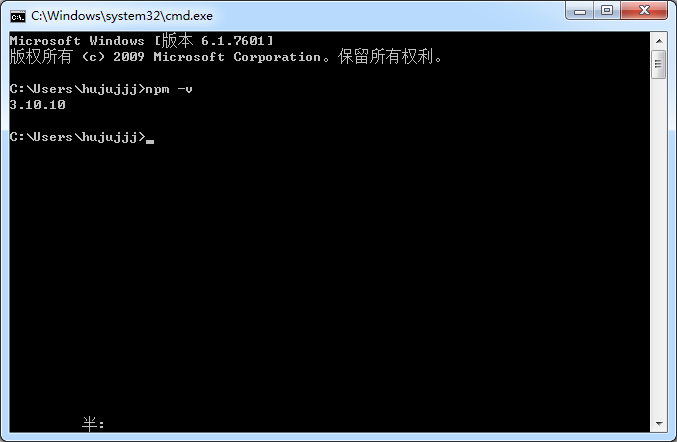 C:\Windows\system32\cmd.exe
Microsoft Windows [版本 6.1.7601]
版权所有 (c) 2009 Microsoft Corporation。保留所有权利。
C:\Users\hujujjj>npm -v
3.10.10
C:\Users\hujujjj>
半: